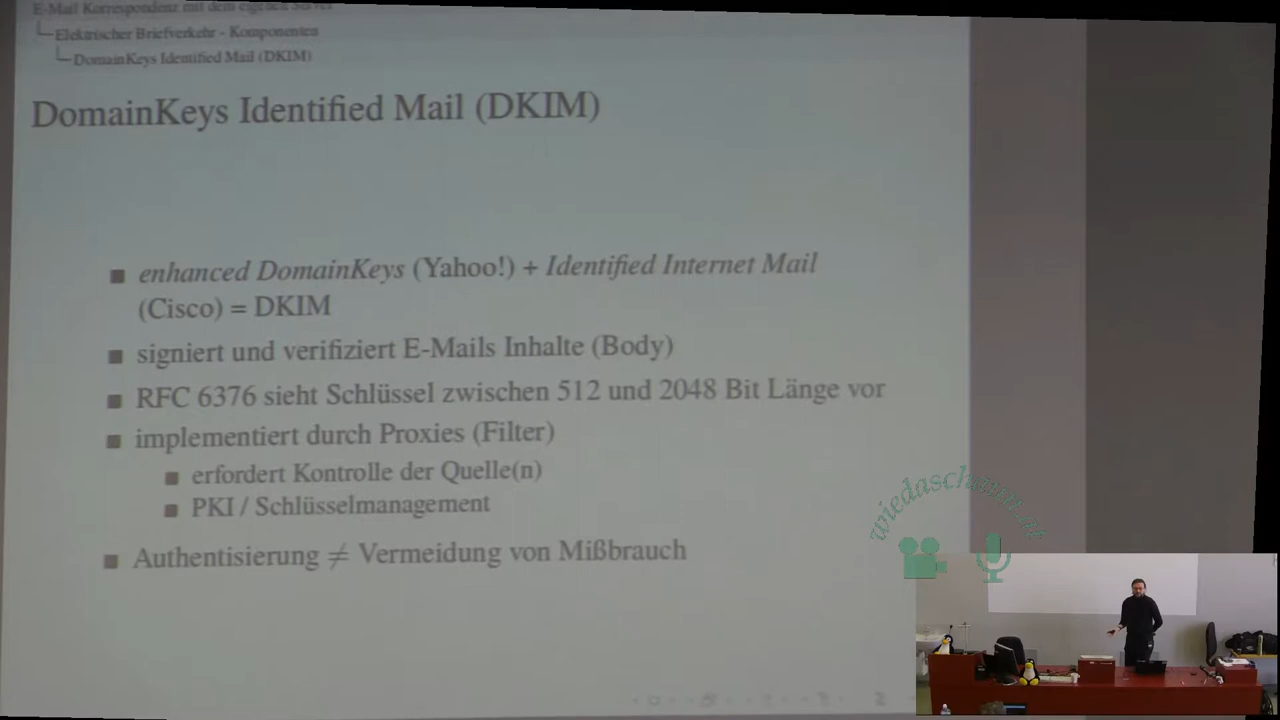 E-Mail Korrespondenz mit dem eigenen Server
Elektrischer Briefverkehr - Komponenten
DomainKeys Identified Mail (DKIM)
DomainKeys Identified Mail (DKIM)
enhanced DomainKeys (Yahoo!) + Identified Internet Mail
(Cisco) = DKIM
signiert und verifiziert E-Mails Inhalte (Body)
RFC 6376 sieht Schlüssel zwischen 512 und 2048 Bit Länge vor
implementiert durch Proxies (Filter)
erfordert Kontrolle der Quelle(n)
PKI / Schlüsselmanagement
Authentisierung ≠ Vermeidung von Mißbrauch
wiedaschauen.at